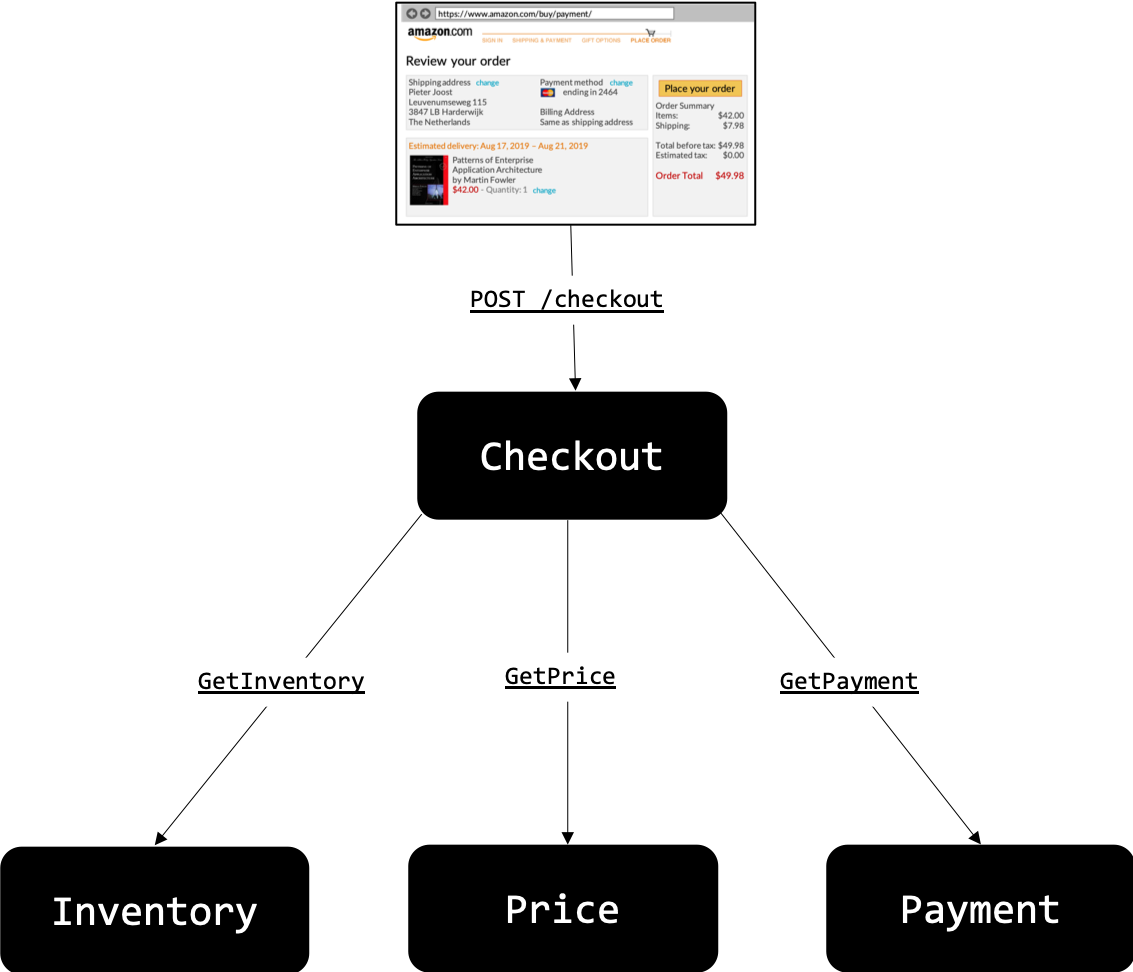 https://www.amazon.com/buy/payment/
amazon.com
SIGN IN SHIPPING & PAYMENT GIFT OPTIONS PLACE ORDER
Review your order
Shipping address change
Pieter Joost
Leuvenumseweg 115
3847 LB Harderwijk
The Netherlands
Payment method change
ending in 2464
Billing Address
Same as shipping address
Place your order
Order Summary
Items: $42.00
Shipping: $7.98
Total before tax: $49.98
Estimated tax: $0.00
Order Total $49.98
Estimated delivery: Aug 17, 2019 – Aug 21, 2019
Patterns of Enterprise
Application Architecture
by Martin Fowler
$42.00 - Quantity: 1 change
POST /checkout
Checkout
GetInventory
GetPrice
GetPayment
Inventory
Price
Payment